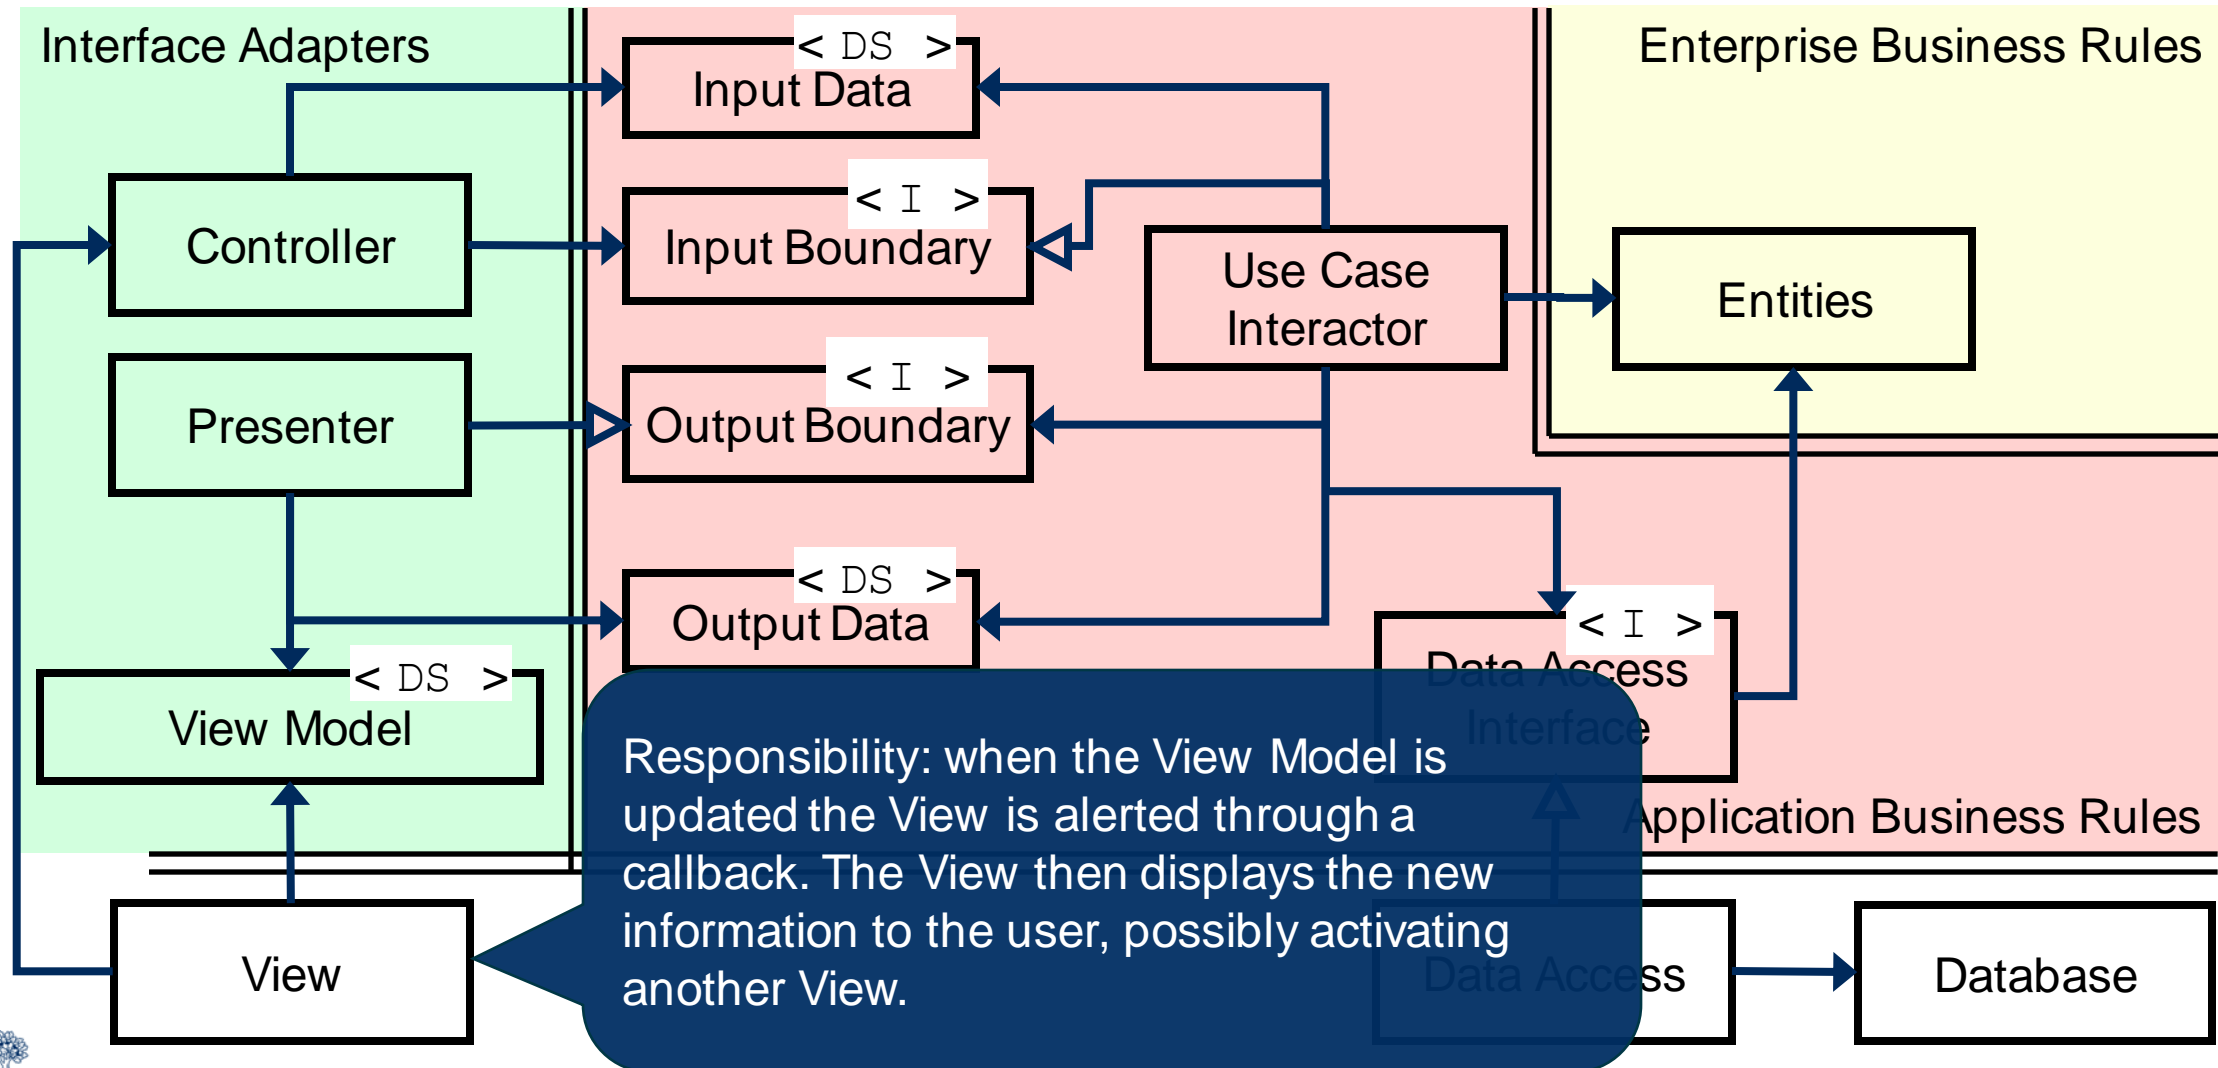 Interface Adapters
Enterprise Business Rules
< DS >
Input Data
< I >
Input Boundary
Controller
Use Case
Interactor
Entities
< I >
Output Boundary
Presenter
< DS >
Output Data
< I >
Data Access
Interface
< DS >
View Model
Application Business Rules
Responsibility: when the View Model is
updated the View is alerted through a
callback. The View then displays the new
information to the user, possibly activating
another View.
View
Data Access
Database